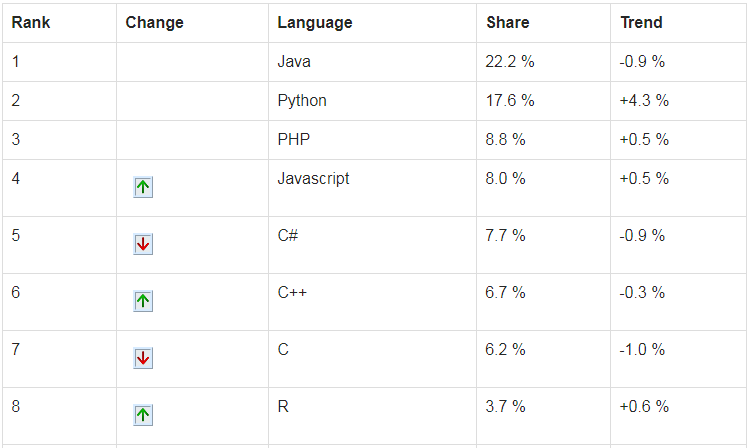 Rank Change Language Share Trend
1 Java 22.2 % -0.9 %
2 Python 17.6 % +4.3 %
3 PHP 8.8 % +0.5 %
4 Javascript 8.0 % +0.5 %
5 C# 7.7 % -0.9 %
6 C++ 6.7 % -0.3 %
7 C 6.2 % -1.0 %
8 R 3.7 % +0.6 %